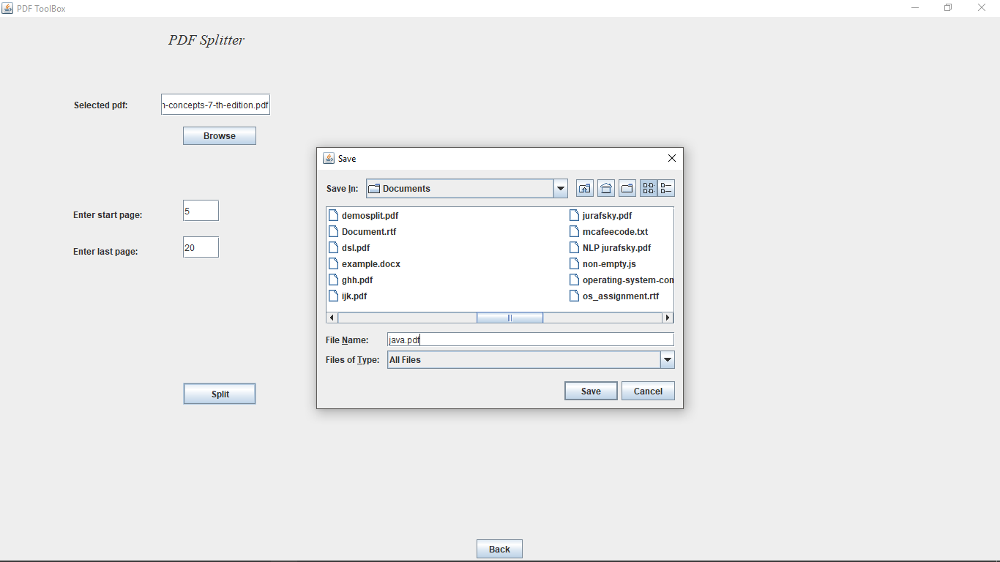 PDF ToolBox
PDF Splitter
Selected pdf:
-concepts-7-th-edition.pdf
Browse
Enter start page:
5
Enter last page:
20
Split
Save
Save In:
Documents
demosplit.pdf
Document.rtf
dsl.pdf
example.docx
ghh.pdf
ijk.pdf
jurafsky.pdf
mcafeecode.txt
NLP jurafsky.pdf
non-empty.js
operating-system-con
os_assignment.rtf
File Name:
java.pdf
Files of Type:
All Files
Save
Cancel
Back